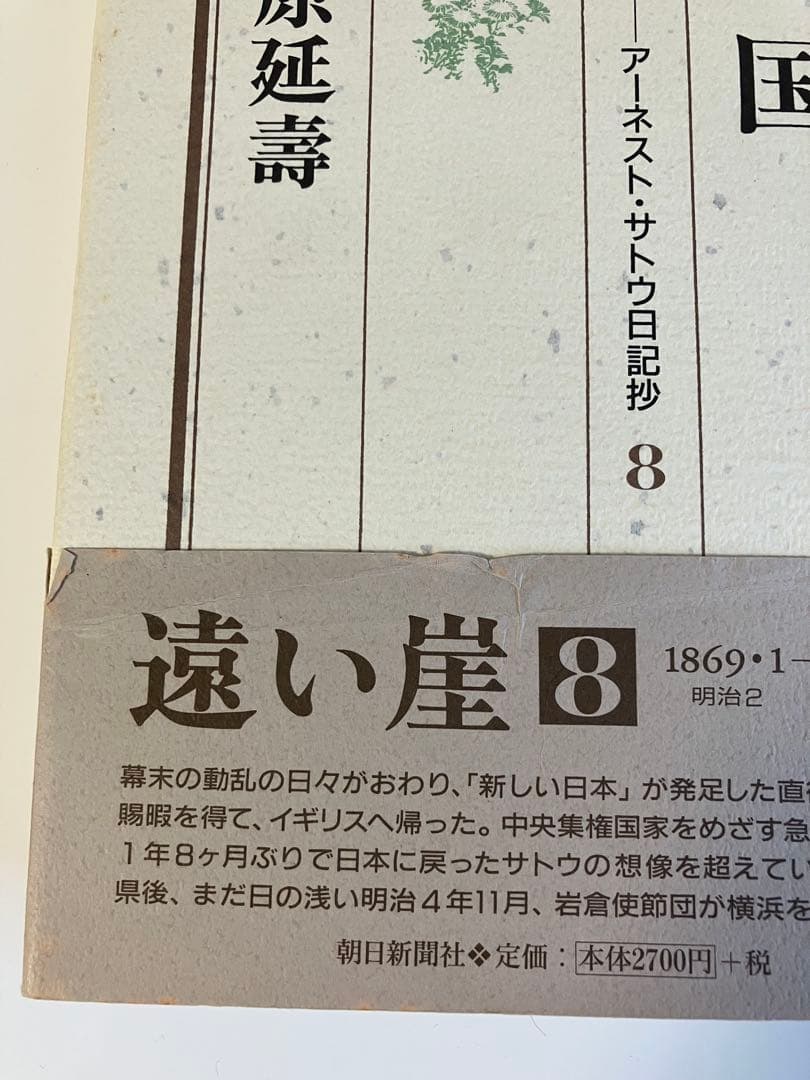 国
――アーネスト・サトウ日記抄 8
原延壽
遠い崖 8 1869・1－
明治2
幕末の動乱の日々がおわり、「新しい日本」が発足した直後
賜暇を得て、イギリスへ帰った。中央集権国家をめざす急
1年8ヶ月ぶりで日本に戻ったサトウの想像を超えてい
県後、まだ日の浅い明治4年11月、岩倉使節団が横浜を
朝日新聞社❖定価：本体2700円＋税